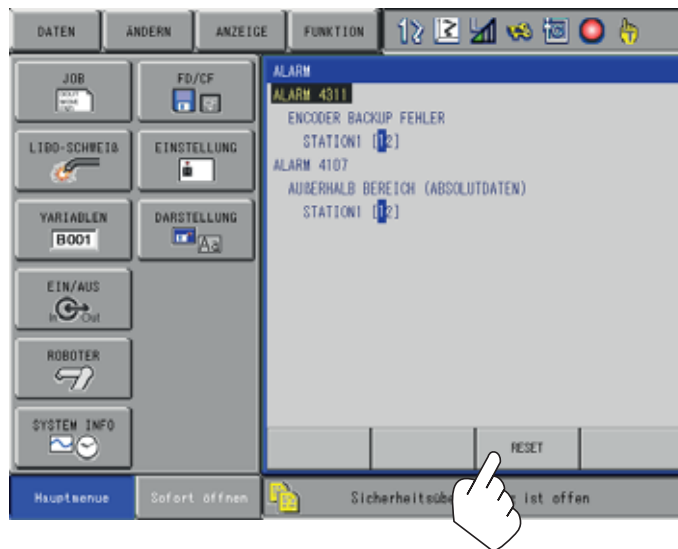 DATEN ÄNDERN ANZEIGE FUNKTION
JOB
FD/CF
LIBO-SCHWEIß
EINSTELLUNG
VARIABLEN
B001
DARSTELLUNG
Aa
EIN/AUS
In Out
ROBOTER
SYSTEM INFO
Hauptmenue
Sofort öffnen
ALARM
ALARM 4311
ENCODER BACKUP FEHLER
STATION1 [12]
ALARM 4107
AUßERHALB BEREICH (ABSOLUTDATEN)
STATION1 [12]
RESET
ist offen